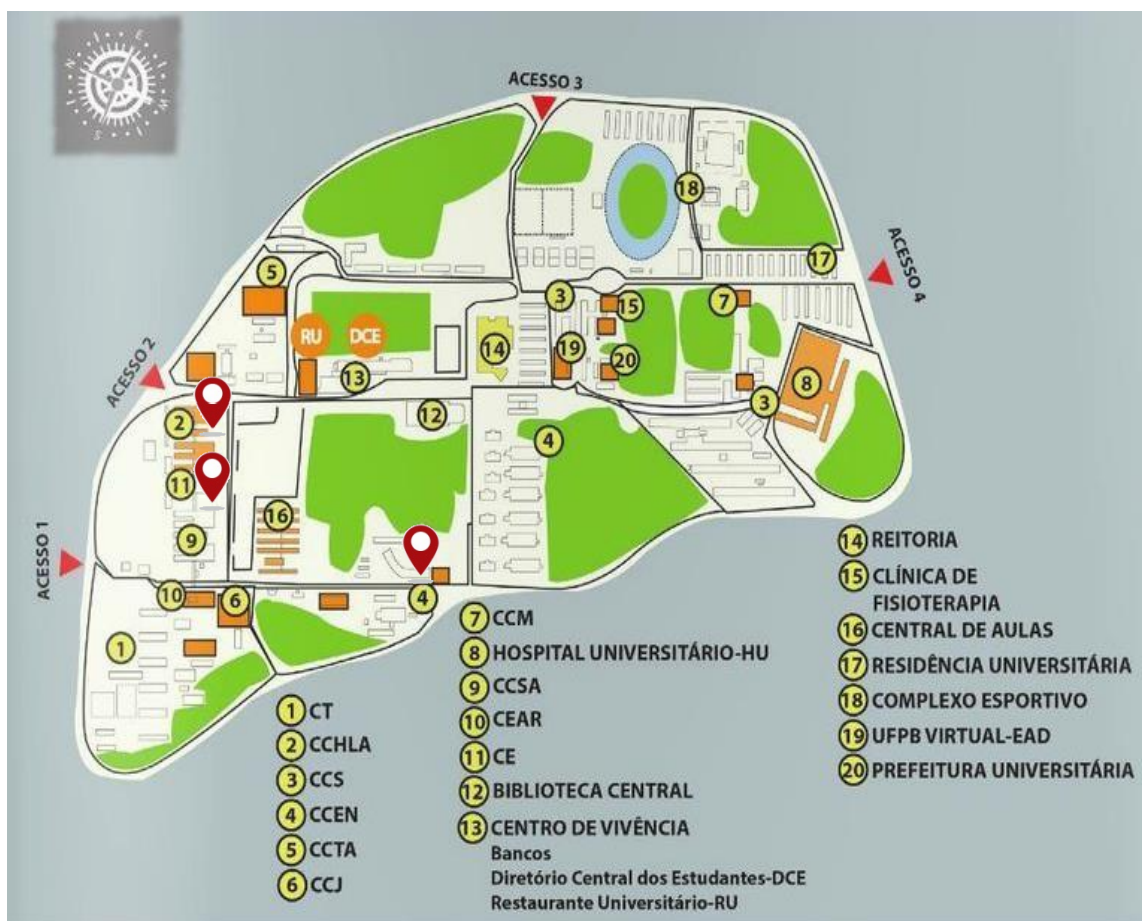 N E W S
ACESSO 3
18
17
ACESSO 4
5
3
15
7
RU
DCE
14
19
20
8
13
ACESSO 2
2
12
3
4
11
16
9
ACESSO 1
10
6
4
1
1 CT
2 CCHLA
3 CCS
4 CCEN
5 CCTA
6 CCJ
7 CCM
8 HOSPITAL UNIVERSITÁRIO-HU
9 CCSA
10 CEAR
11 CE
12 BIBLIOTECA CENTRAL
13 CENTRO DE VIVÊNCIA
Bancos
Diretório Central dos Estudantes-DCE
Restaurante Universitário-RU
14 REITORIA
15 CLÍNICA DE
FISIOTERAPIA
16 CENTRAL DE AULAS
17 RESIDÊNCIA UNIVERSITÁRIA
18 COMPLEXO ESPORTIVO
19 UFPB VIRTUAL-EAD
20 PREFEITURA UNIVERSITÁRIA